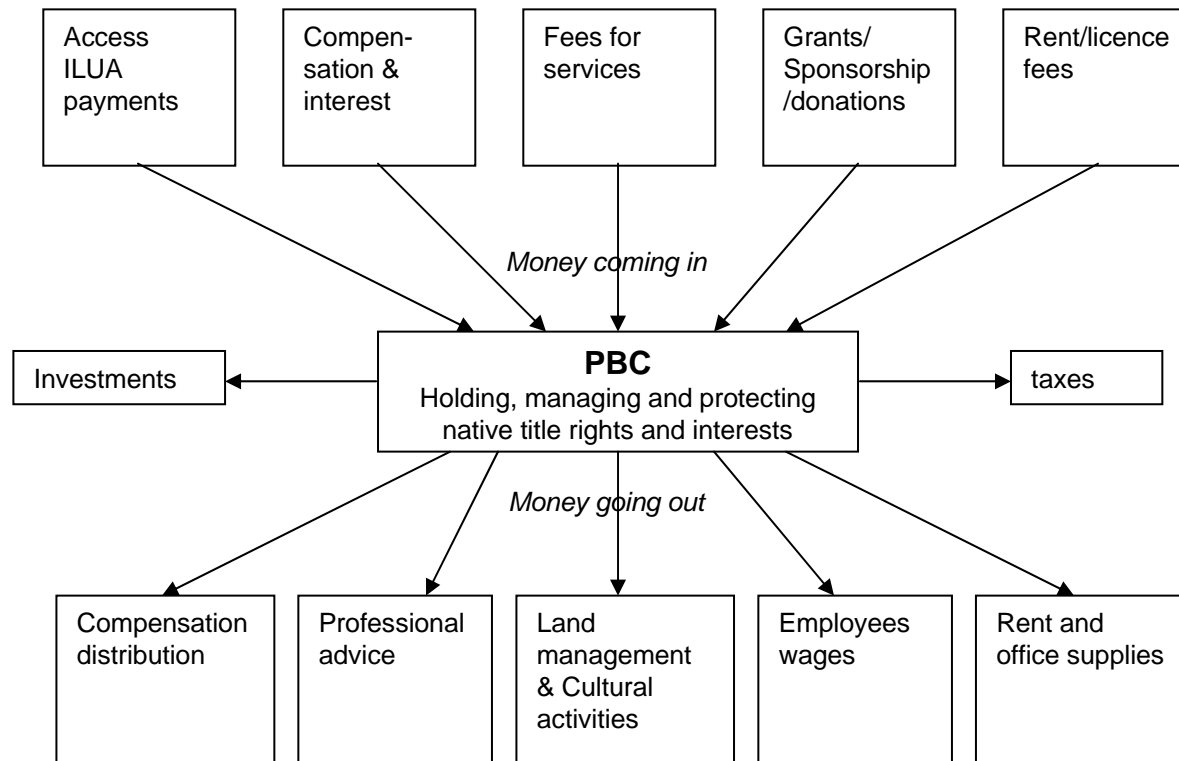 Access
ILUA
payments
Compen-
sation &
interest
Fees for
services
Grants/
Sponsorship
/donations
Rent/licence
fees
Money coming in
Investments
PBC
Holding, managing and protecting
native title rights and interests
taxes
Money going out
Compensation
distribution
Professional
advice
Land
management
& Cultural
activities
Employees
wages
Rent and
office supplies